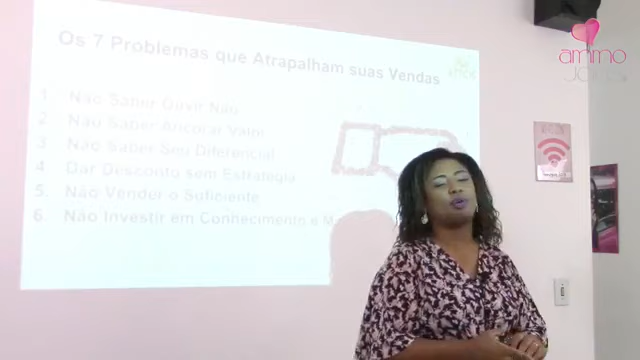 Os 7 Problemas que Atrapalham suas Vendas
1. Não Saber Ouvir Não
2. Não Saber Ancorar Valor
3. Não Saber Seu Diferencial
4. Dar Desconto sem Estratégia
5. Não Vender o Suficiente
6. Não Investir em Conhecimento e
ammo